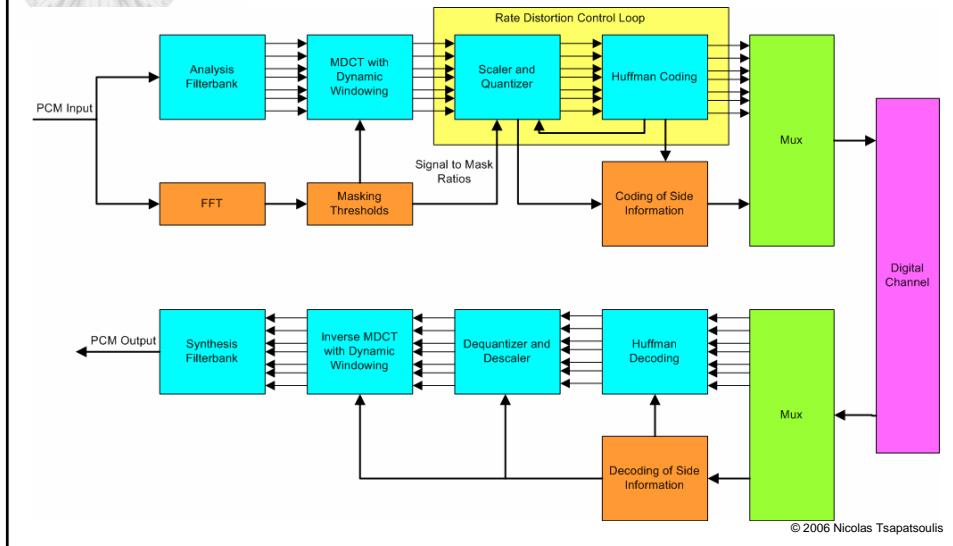 Rate Distortion Control Loop
Analysis
Filterbank
MDCT with
Dynamic
Windowing
Scaler and
Quantizer
Huffman Coding
PCM Input
Mux
Signal to Mask
Ratios
FFT
Masking
Thresholds
Coding of Side
Information
Digital
Channel
PCM Output
Synthesis
Filterbank
Inverse MDCT
with Dynamic
Windowing
Dequantizer and
Descaler
Huffman
Decoding
Mux
Decoding of Side
Information
© 2006 Nicolas Tsapatsoulis